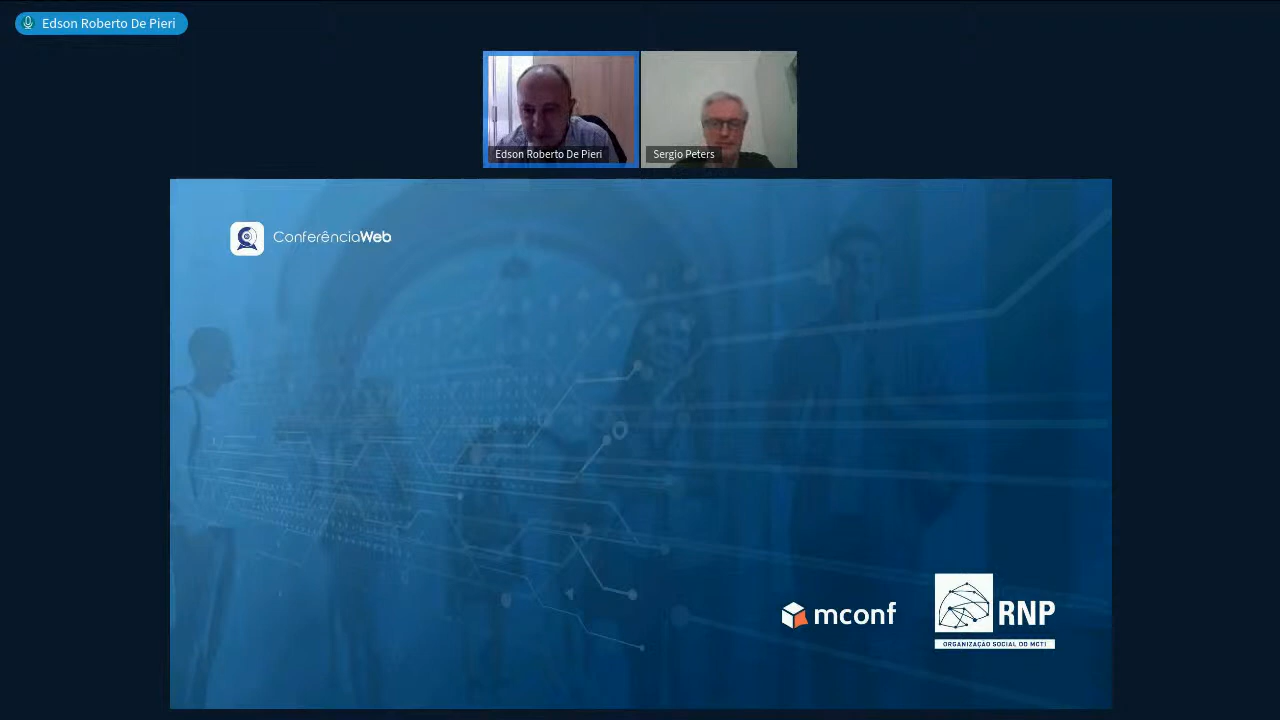 Edson Roberto De Pieri
Edson Roberto De Pieri
Sergio Peters
ConferênciaWeb
mconf
RNP
ORGANIZAÇÃO SOCIAL DO MCTI